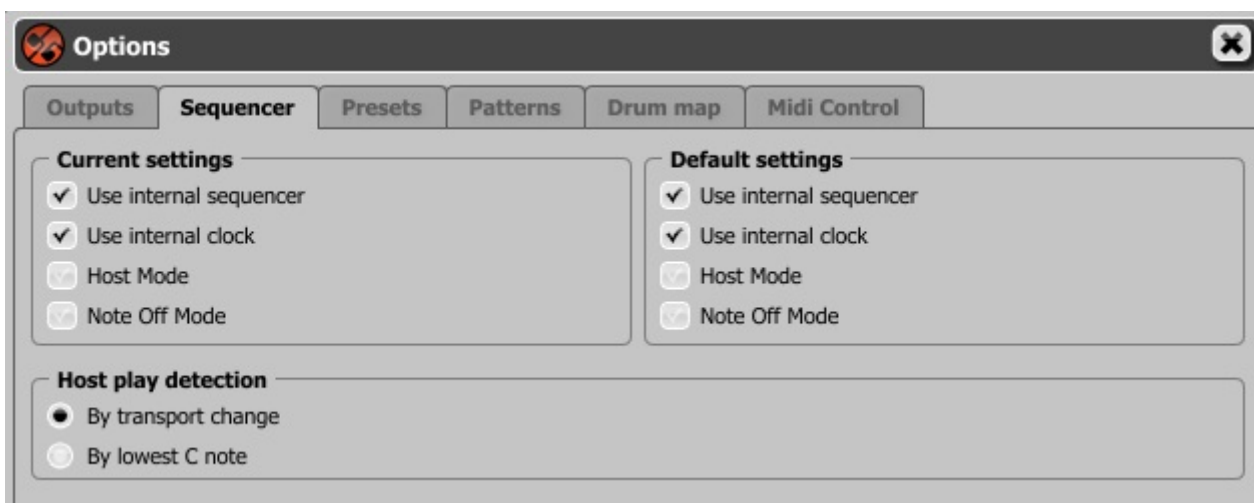 Options
Outputs Sequencer Presets Patterns Drum map Midi Control
Current settings
Use internal sequencer
Use internal clock
Host Mode
Note Off Mode
Default settings
Use internal sequencer
Use internal clock
Host Mode
Note Off Mode
Host play detection
By transport change
By lowest C note